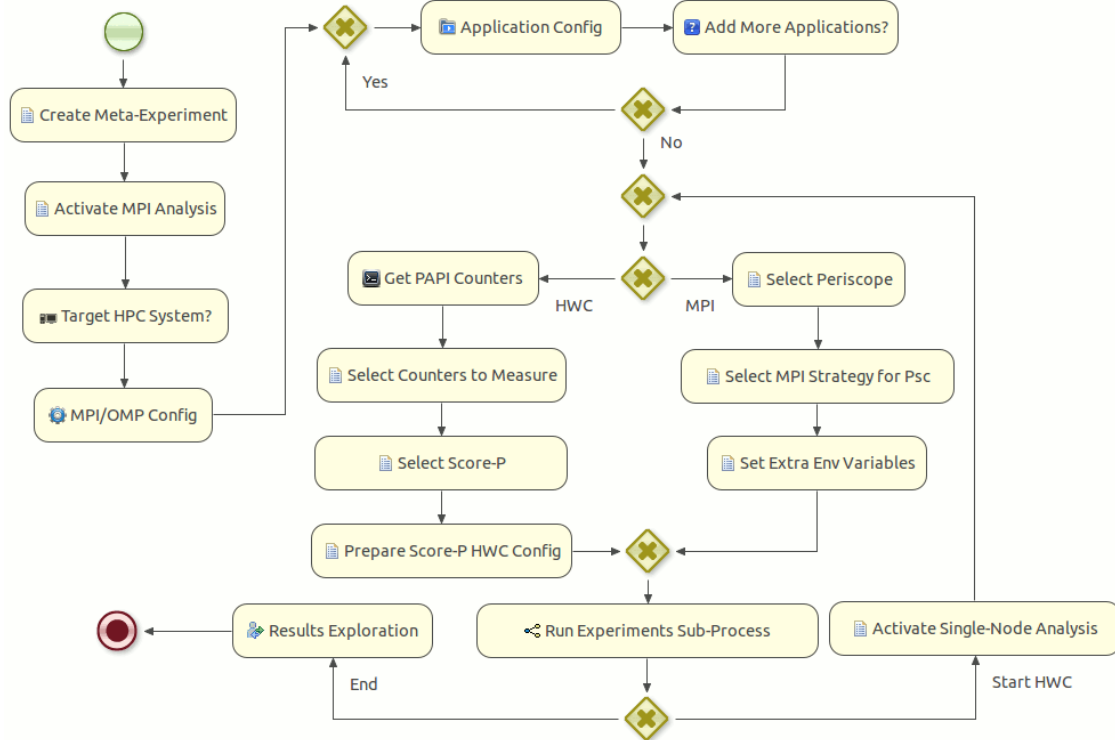 Application Config
Add More Applications?
Yes
Create Meta-Experiment
No
Activate MPI Analysis
Get PAPI Counters
Select Periscope
HWC
MPI
Target HPC System?
Select Counters to Measure
Select MPI Strategy for Psc
MPI/OMP Config
Select Score-P
Set Extra Env Variables
Prepare Score-P HWC Config
Results Exploration
Run Experiments Sub-Process
Activate Single-Node Analysis
End
Start HWC